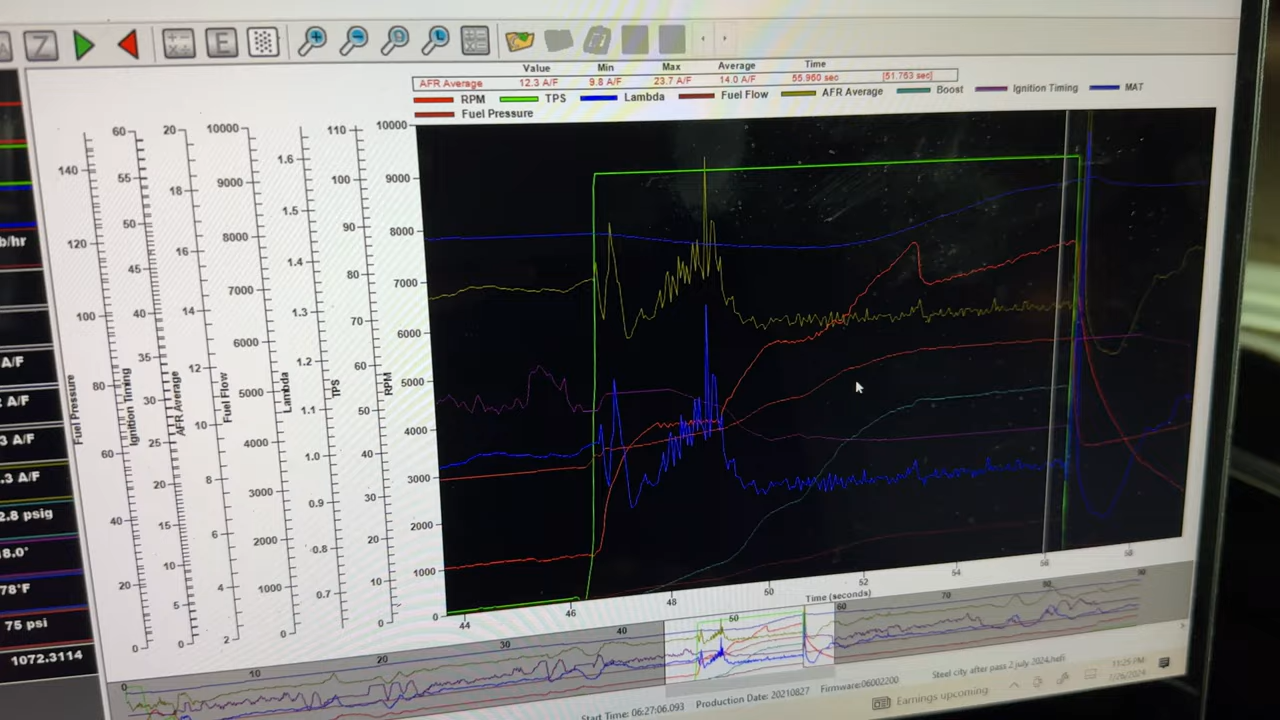 Z
E
Value Min Max Average Time
AFR Average 12.3 A/F 9.8 A/F 23.7 A/F 14.0 A/F 55.960 sec [51.763 sec]
RPM TPS Lambda Fuel Flow AFR Average Boost Ignition Timing MAT
Fuel Pressure
140
120
100
80
60
40
20
0
Fuel Pressure
60
55
50
45
40
35
30
25
20
15
10
5
0
Ignition Timing
20
18
16
14
12
10
8
6
4
2
AFR Average
10000
9000
8000
7000
6000
5000
4000
3000
2000
1000
0
Fuel Flow
1.6
1.5
1.4
1.3
1.2
1.1
1.0
0.9
0.8
0.7
Lambda
110
100
90
80
70
60
50
40
30
20
10
0
TPS
10000
9000
8000
7000
6000
5000
4000
3000
2000
1000
0
RPM
44 46 48 50 52 54 56 58
Time (seconds)
0 10 20 30 40 50 60 70 80 90
b/hr
A/F
A/F
3 A/F
.3 A/F
2.8 psig
8.0°
78°F
75 psi
1072.3114
Start Time: 06:27:06.093 Production Date: 20210827 Firmware:06002200 Steel city after pass 2 july 2024.hefi
Earnings upcoming
11:25 PM
7/26/2024